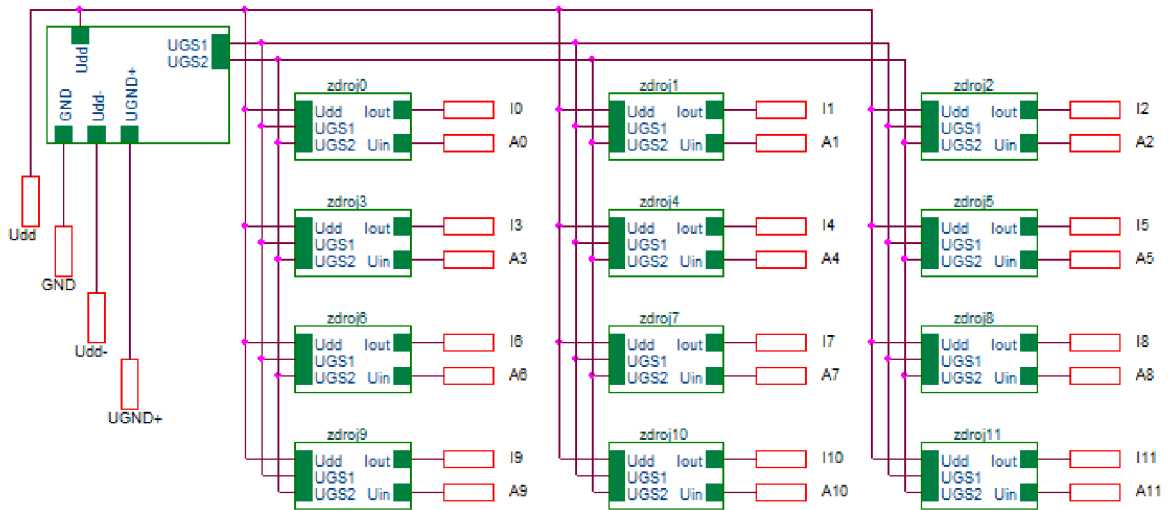 UGS1
UGS2
Udd
GND
Udd-
UGND+
Udd
GND
Udd-
UGND+
zdroj0
Udd Iout I0
UGS1
UGS2 Uin A0
zdroj1
Udd Iout I1
UGS1
UGS2 Uin A1
zdroj2
Udd Iout I2
UGS1
UGS2 Uin A2
zdroj3
Udd Iout I3
UGS1
UGS2 Uin A3
zdroj4
Udd Iout I4
UGS1
UGS2 Uin A4
zdroj5
Udd Iout I5
UGS1
UGS2 Uin A5
zdroj6
Udd Iout I6
UGS1
UGS2 Uin A6
zdroj7
Udd Iout I7
UGS1
UGS2 Uin A7
zdroj8
Udd Iout I8
UGS1
UGS2 Uin A8
zdroj9
Udd Iout I9
UGS1
UGS2 Uin A9
zdroj10
Udd Iout I10
UGS1
UGS2 Uin A10
zdroj11
Udd Iout I11
UGS1
UGS2 Uin A11